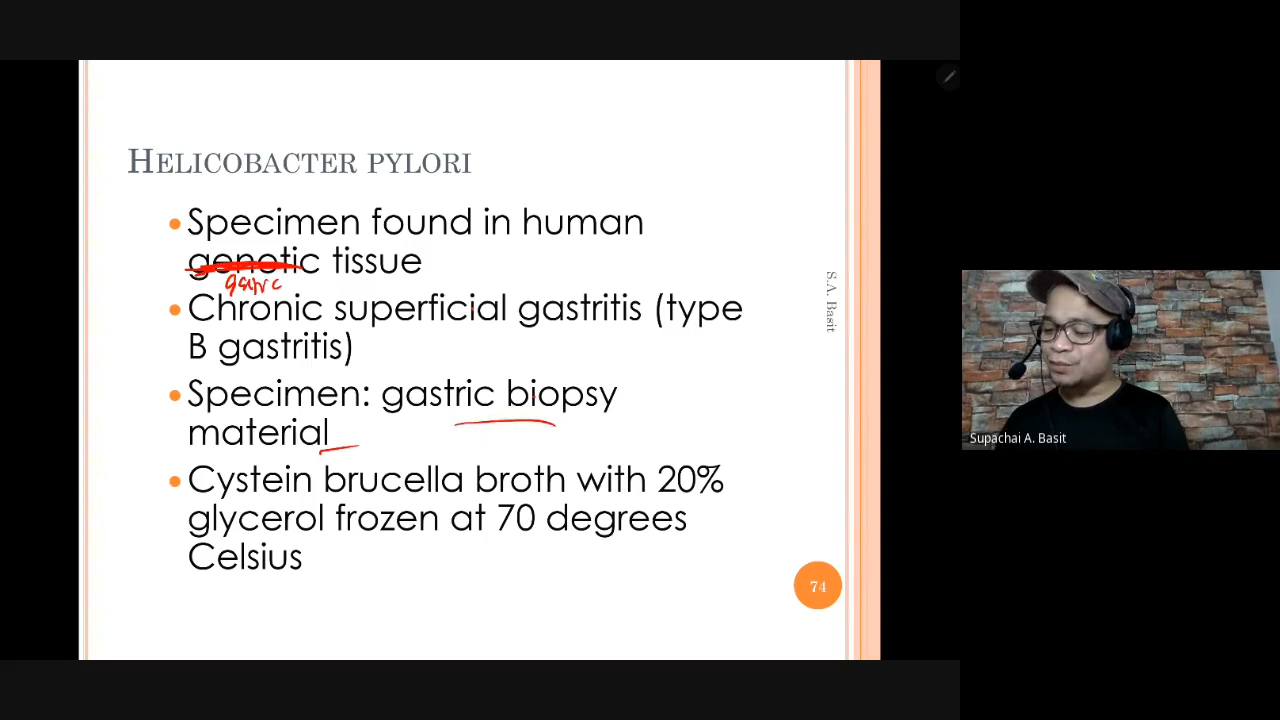 HELICOBACTER PYLORI
Specimen found in human
genetic tissue
Chronic superficial gastritis (type
B gastritis)
Specimen: gastric biopsy
material
Cystein brucella broth with 20%
glycerol frozen at 70 degrees
Celsius
S.A. Basit
74
Supachai A. Basit